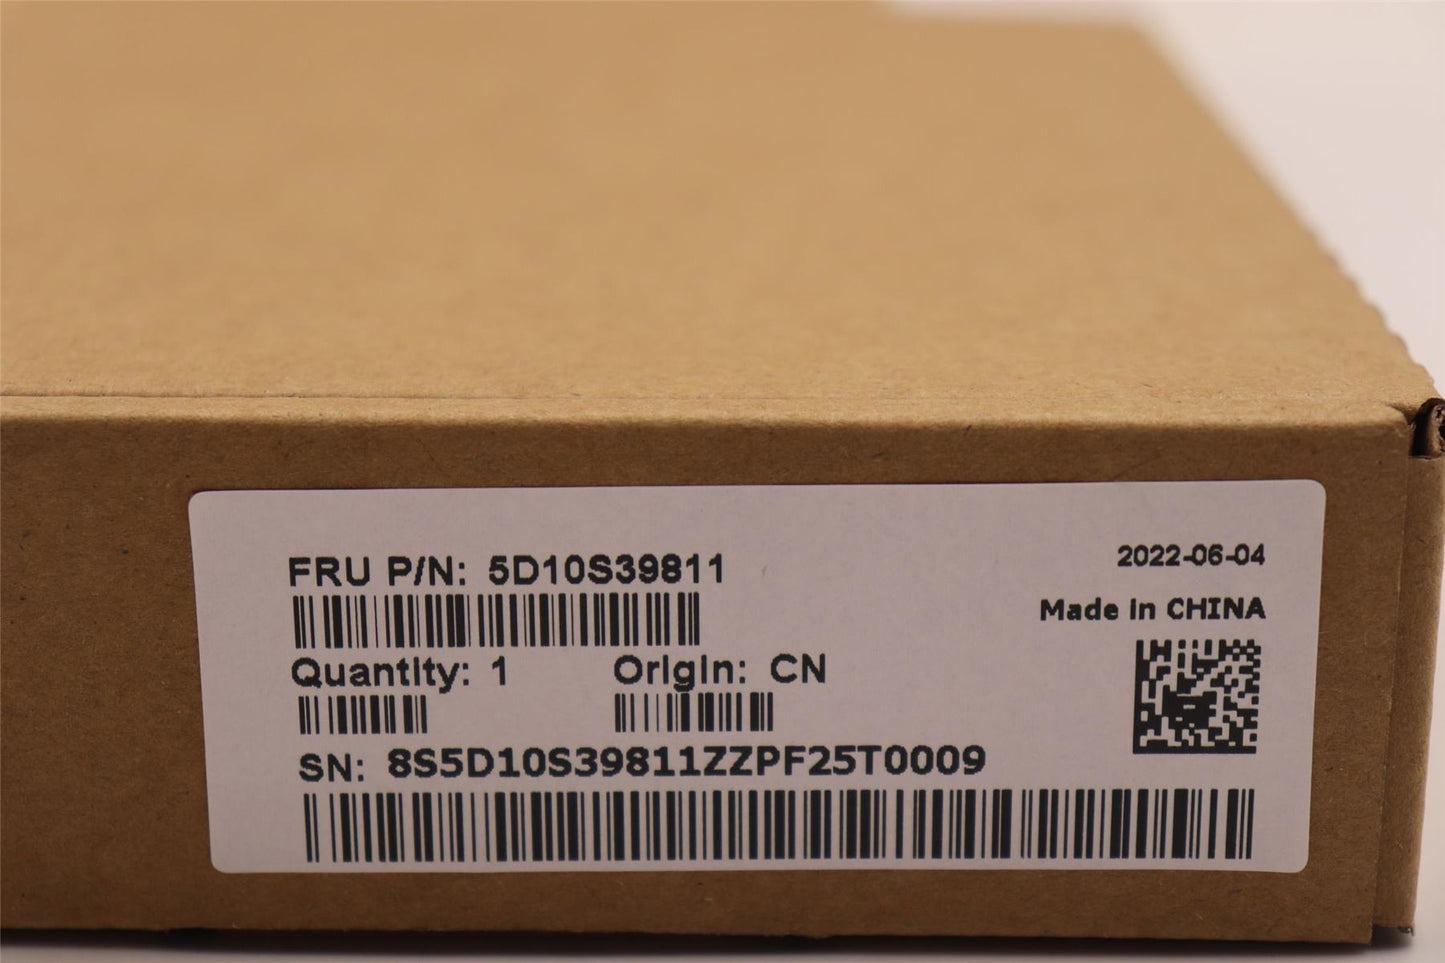 FRU P/N: 5D10S39811
2022-06-04
Made in CHINA
Quantity: 1
Origin: CN
SN: 8S5D10S39811ZZPF25T0009